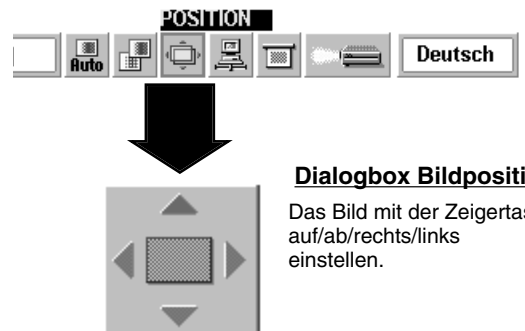 POSITION
Auto
Deutsch
Dialogbox Bildpositi
Das Bild mit der Zeigertas
auf/ab/rechts/links
einstellen.